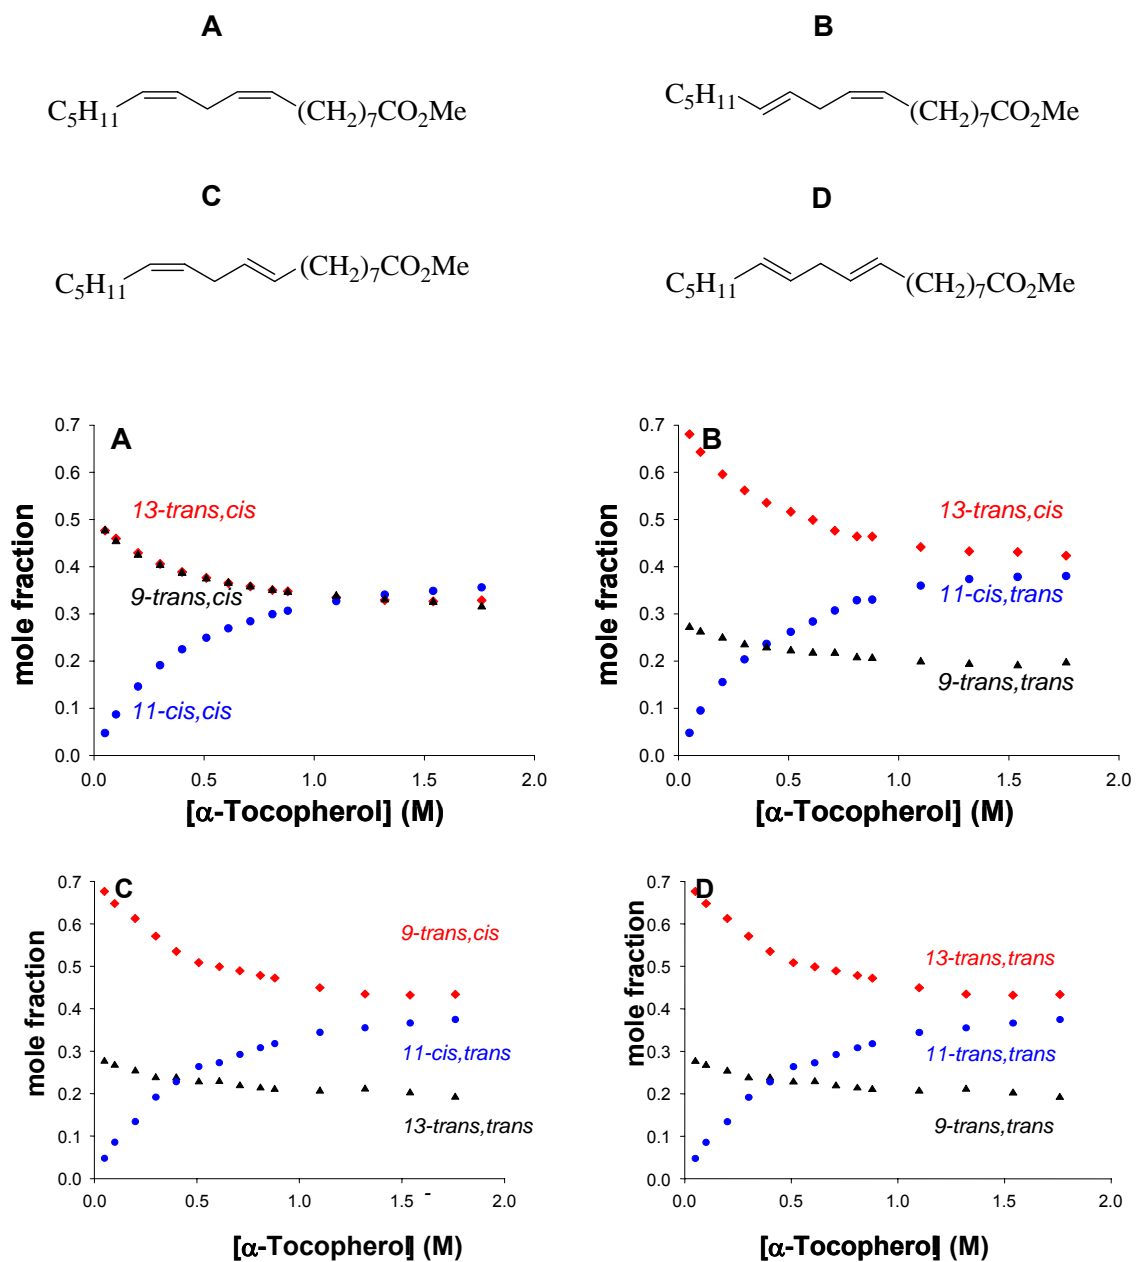 A
B
C5H11 (CH2)7CO2Me
C5H11 (CH2)7CO2Me
C
D
C5H11 (CH2)7CO2Me
C5H11 (CH2)7CO2Me
A
mole fraction
0.7
0.6
0.5
0.4
0.3
0.2
0.1
0.0
13-trans,cis
9-trans,cis
11-cis,cis
0.0 0.5 1.0 1.5 2.0
[α-Tocopherol] (M)
B
mole fraction
0.7
0.6
0.5
0.4
0.3
0.2
0.1
0.0
13-trans,cis
11-cis,trans
9-trans,trans
0.0 0.5 1.0 1.5 2.0
[α-Tocopherol] (M)
C
mole fraction
0.7
0.6
0.5
0.4
0.3
0.2
0.1
0.0
9-trans,cis
11-cis,trans
13-trans,trans
0.0 0.5 1.0 1.5 2.0
[α-Tocopherol] (M)
D
mole fraction
0.7
0.6
0.5
0.4
0.3
0.2
0.1
0.0
13-trans,trans
11-trans,trans
9-trans,trans
0.0 0.5 1.0 1.5 2.0
[α-Tocopherol] (M)